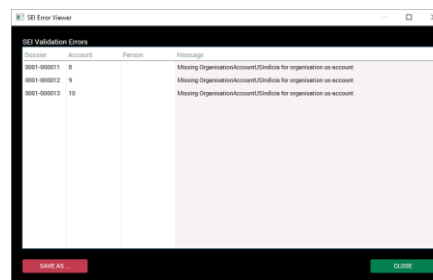 SEI Error Viewer
SEI Validation Errors
Dossier Account Person Message
0001-000011 8 Missing OrganisationAccountUSIndicia for organisation us-account
0001-000012 9 Missing OrganisationAccountUSIndicia for organisation us-account
0001-000013 10 Missing OrganisationAccountUSIndicia for organisation us-account
SAVE AS ... CLOSE